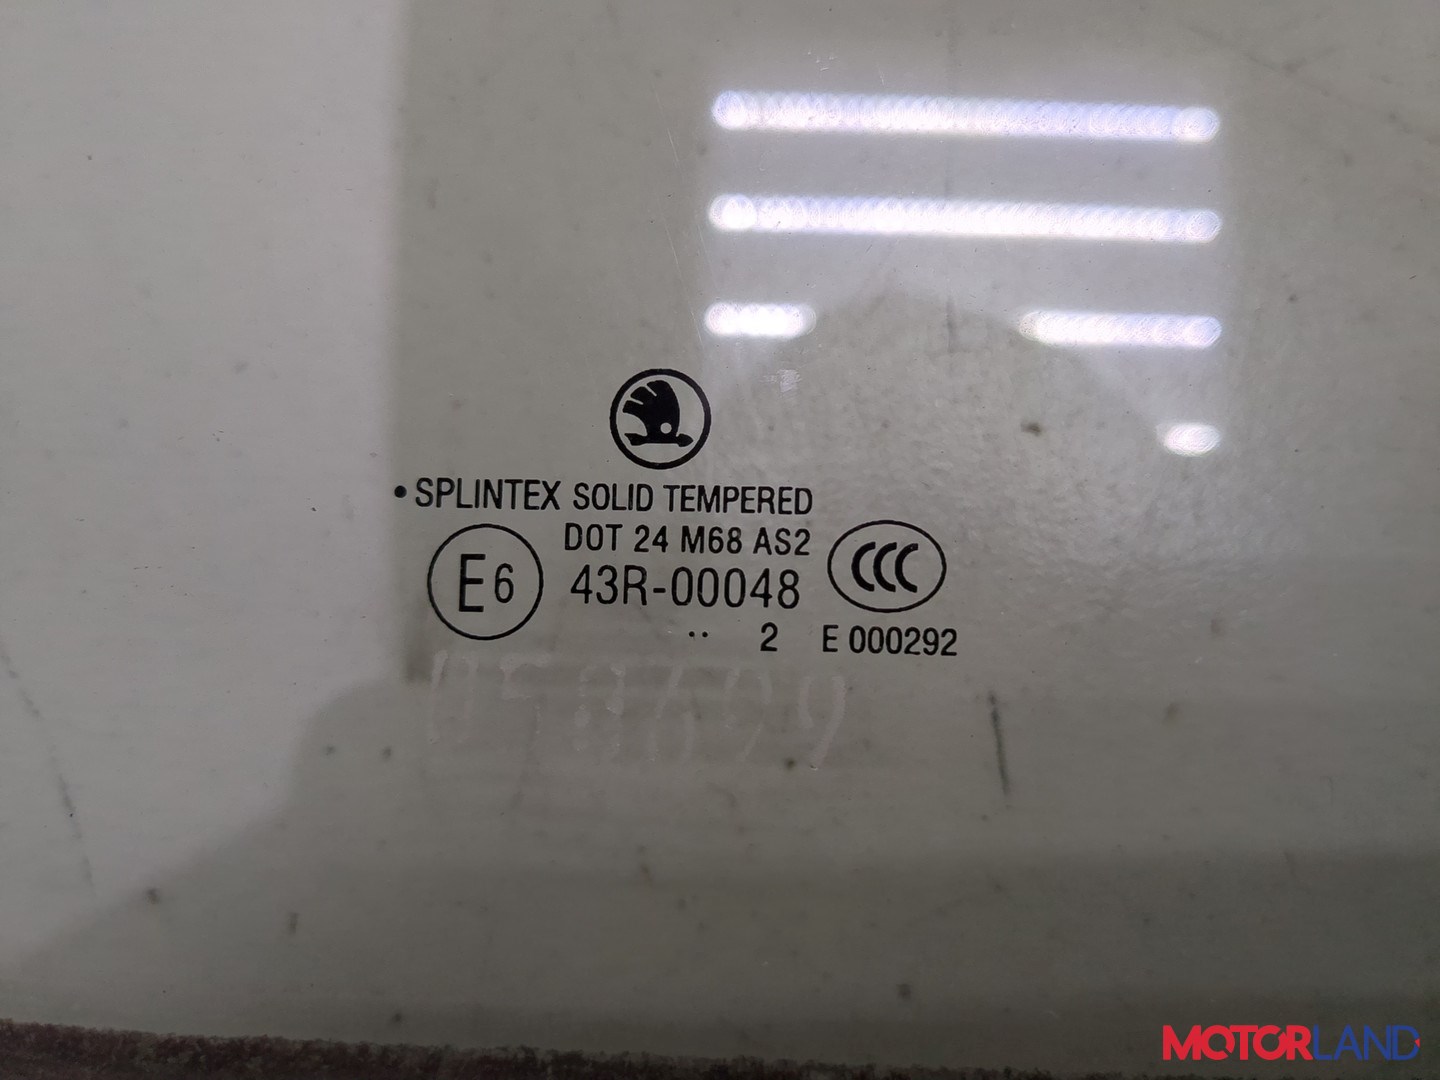 • SPLINTEX SOLID TEMPERED
DOT 24 M68 AS2
E6 43R-00048 CCC
.. 2 E 000292
MOTORLAND